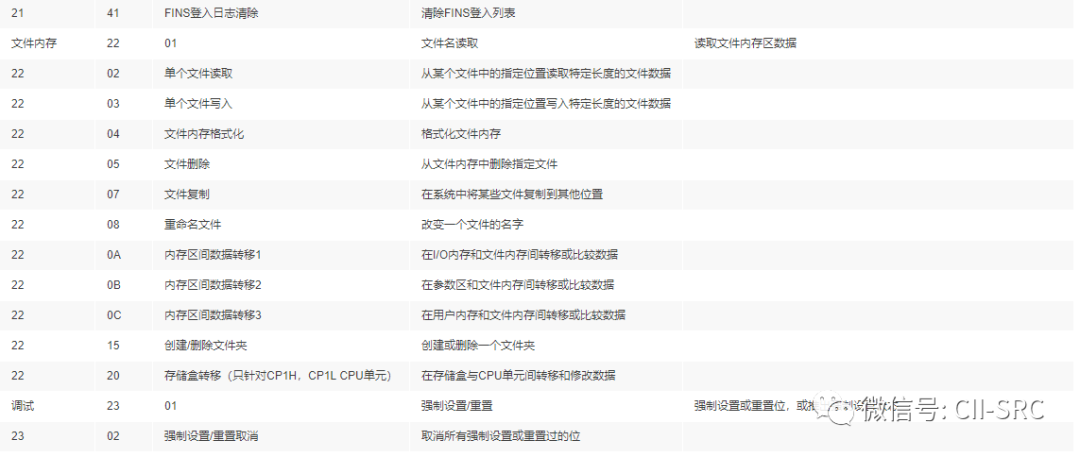 21 41 FINS登入日志清除 清除FINS登入列表
文件内存 22 01 文件名读取 读取文件内存区数据
22 02 单个文件读取 从某个文件中的指定位置读取特定长度的文件数据
22 03 单个文件写入 从某个文件中的指定位置写入特定长度的文件数据
22 04 文件内存格式化 格式化文件内存
22 05 文件删除 从文件内存中删除指定文件
22 07 文件复制 在系统中将某些文件复制到其他位置
22 08 重命名文件 改变一个文件的名字
22 0A 内存区间数据转移1 在I/O内存和文件内存间转移或比较数据
22 0B 内存区间数据转移2 在参数区和文件内存间转移或比较数据
22 0C 内存区间数据转移3 在用户内存和文件内存间转移或比较数据
22 15 创建/删除文件夹 创建或删除一个文件夹
22 20 存储盒转移（只针对CP1H，CP1L CPU单元） 在存储盒与CPU单元间转移和修改数据
调试 23 01 强制设置/重置 强制设置或重置位，或
微信号: CII-SRC
23 02 强制设置/重置取消 取消所有强制设置或重置过的位